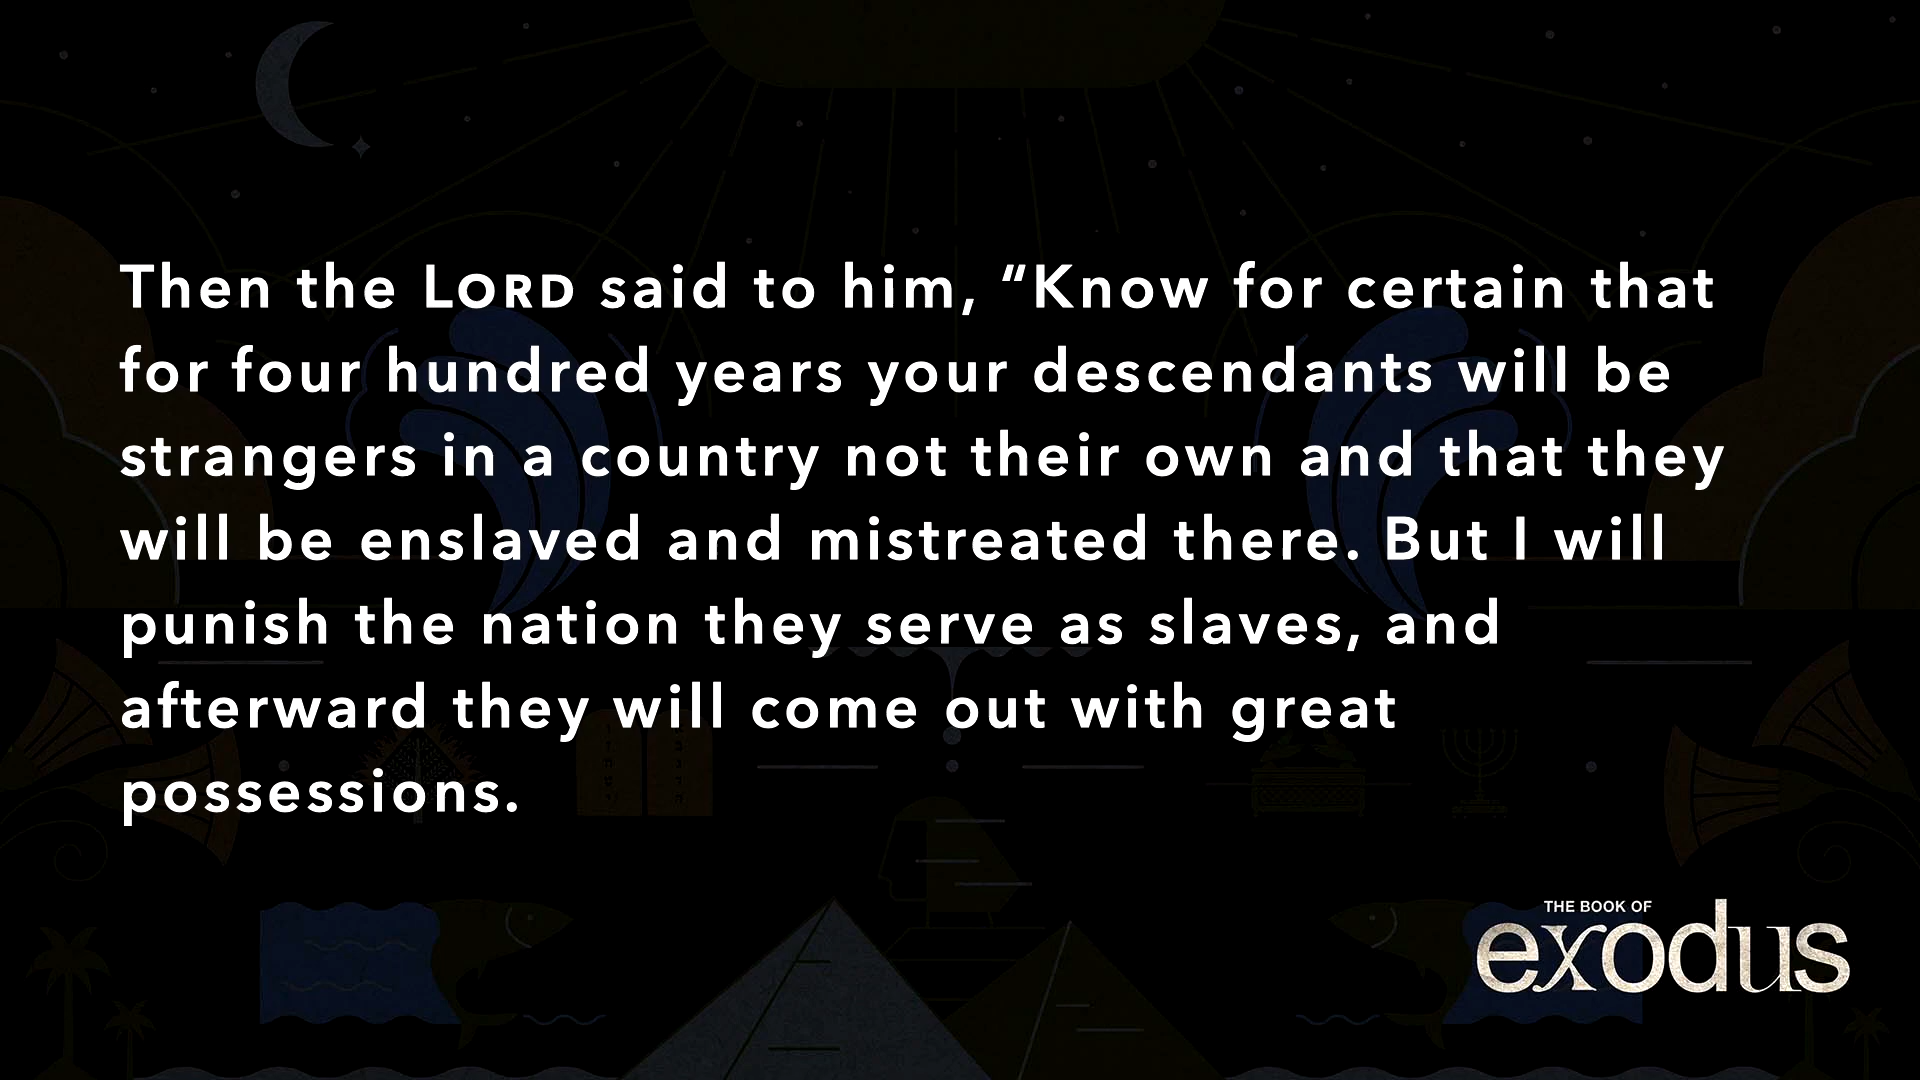 Then the LORD said to him, “Know for certain that
for four hundred years your descendants will be
strangers in a country not their own and that they
will be enslaved and mistreated there. But I will
punish the nation they serve as slaves, and
afterward they will come out with great
possessions.
THE BOOK OF
exodus